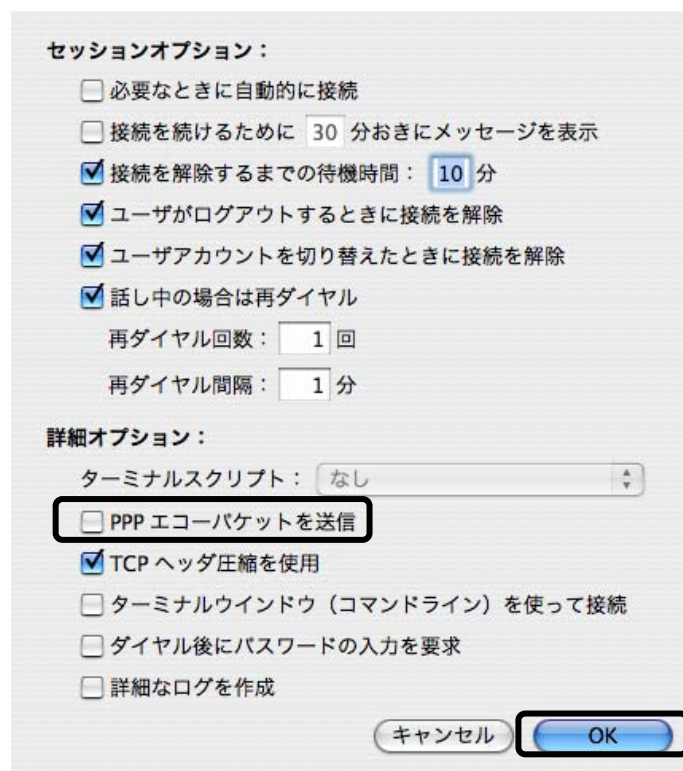 セッションオプション：
必要なときに自動的に接続
接続を続けるために 30 分おきにメッセージを表示
接続を解除するまでの待機時間： 10 分
ユーザがログアウトするときに接続を解除
ユーザアカウントを切り替えたときに接続を解除
話し中の場合は再ダイヤル
再ダイヤル回数： 1 回
再ダイヤル間隔： 1 分
詳細オプション：
ターミナルスクリプト： なし
PPP エコーパケットを送信
TCP ヘッダ圧縮を使用
ターミナルウインドウ（コマンドライン）を使って接続
ダイヤル後にパスワードの入力を要求
詳細なログを作成
キャンセル OK